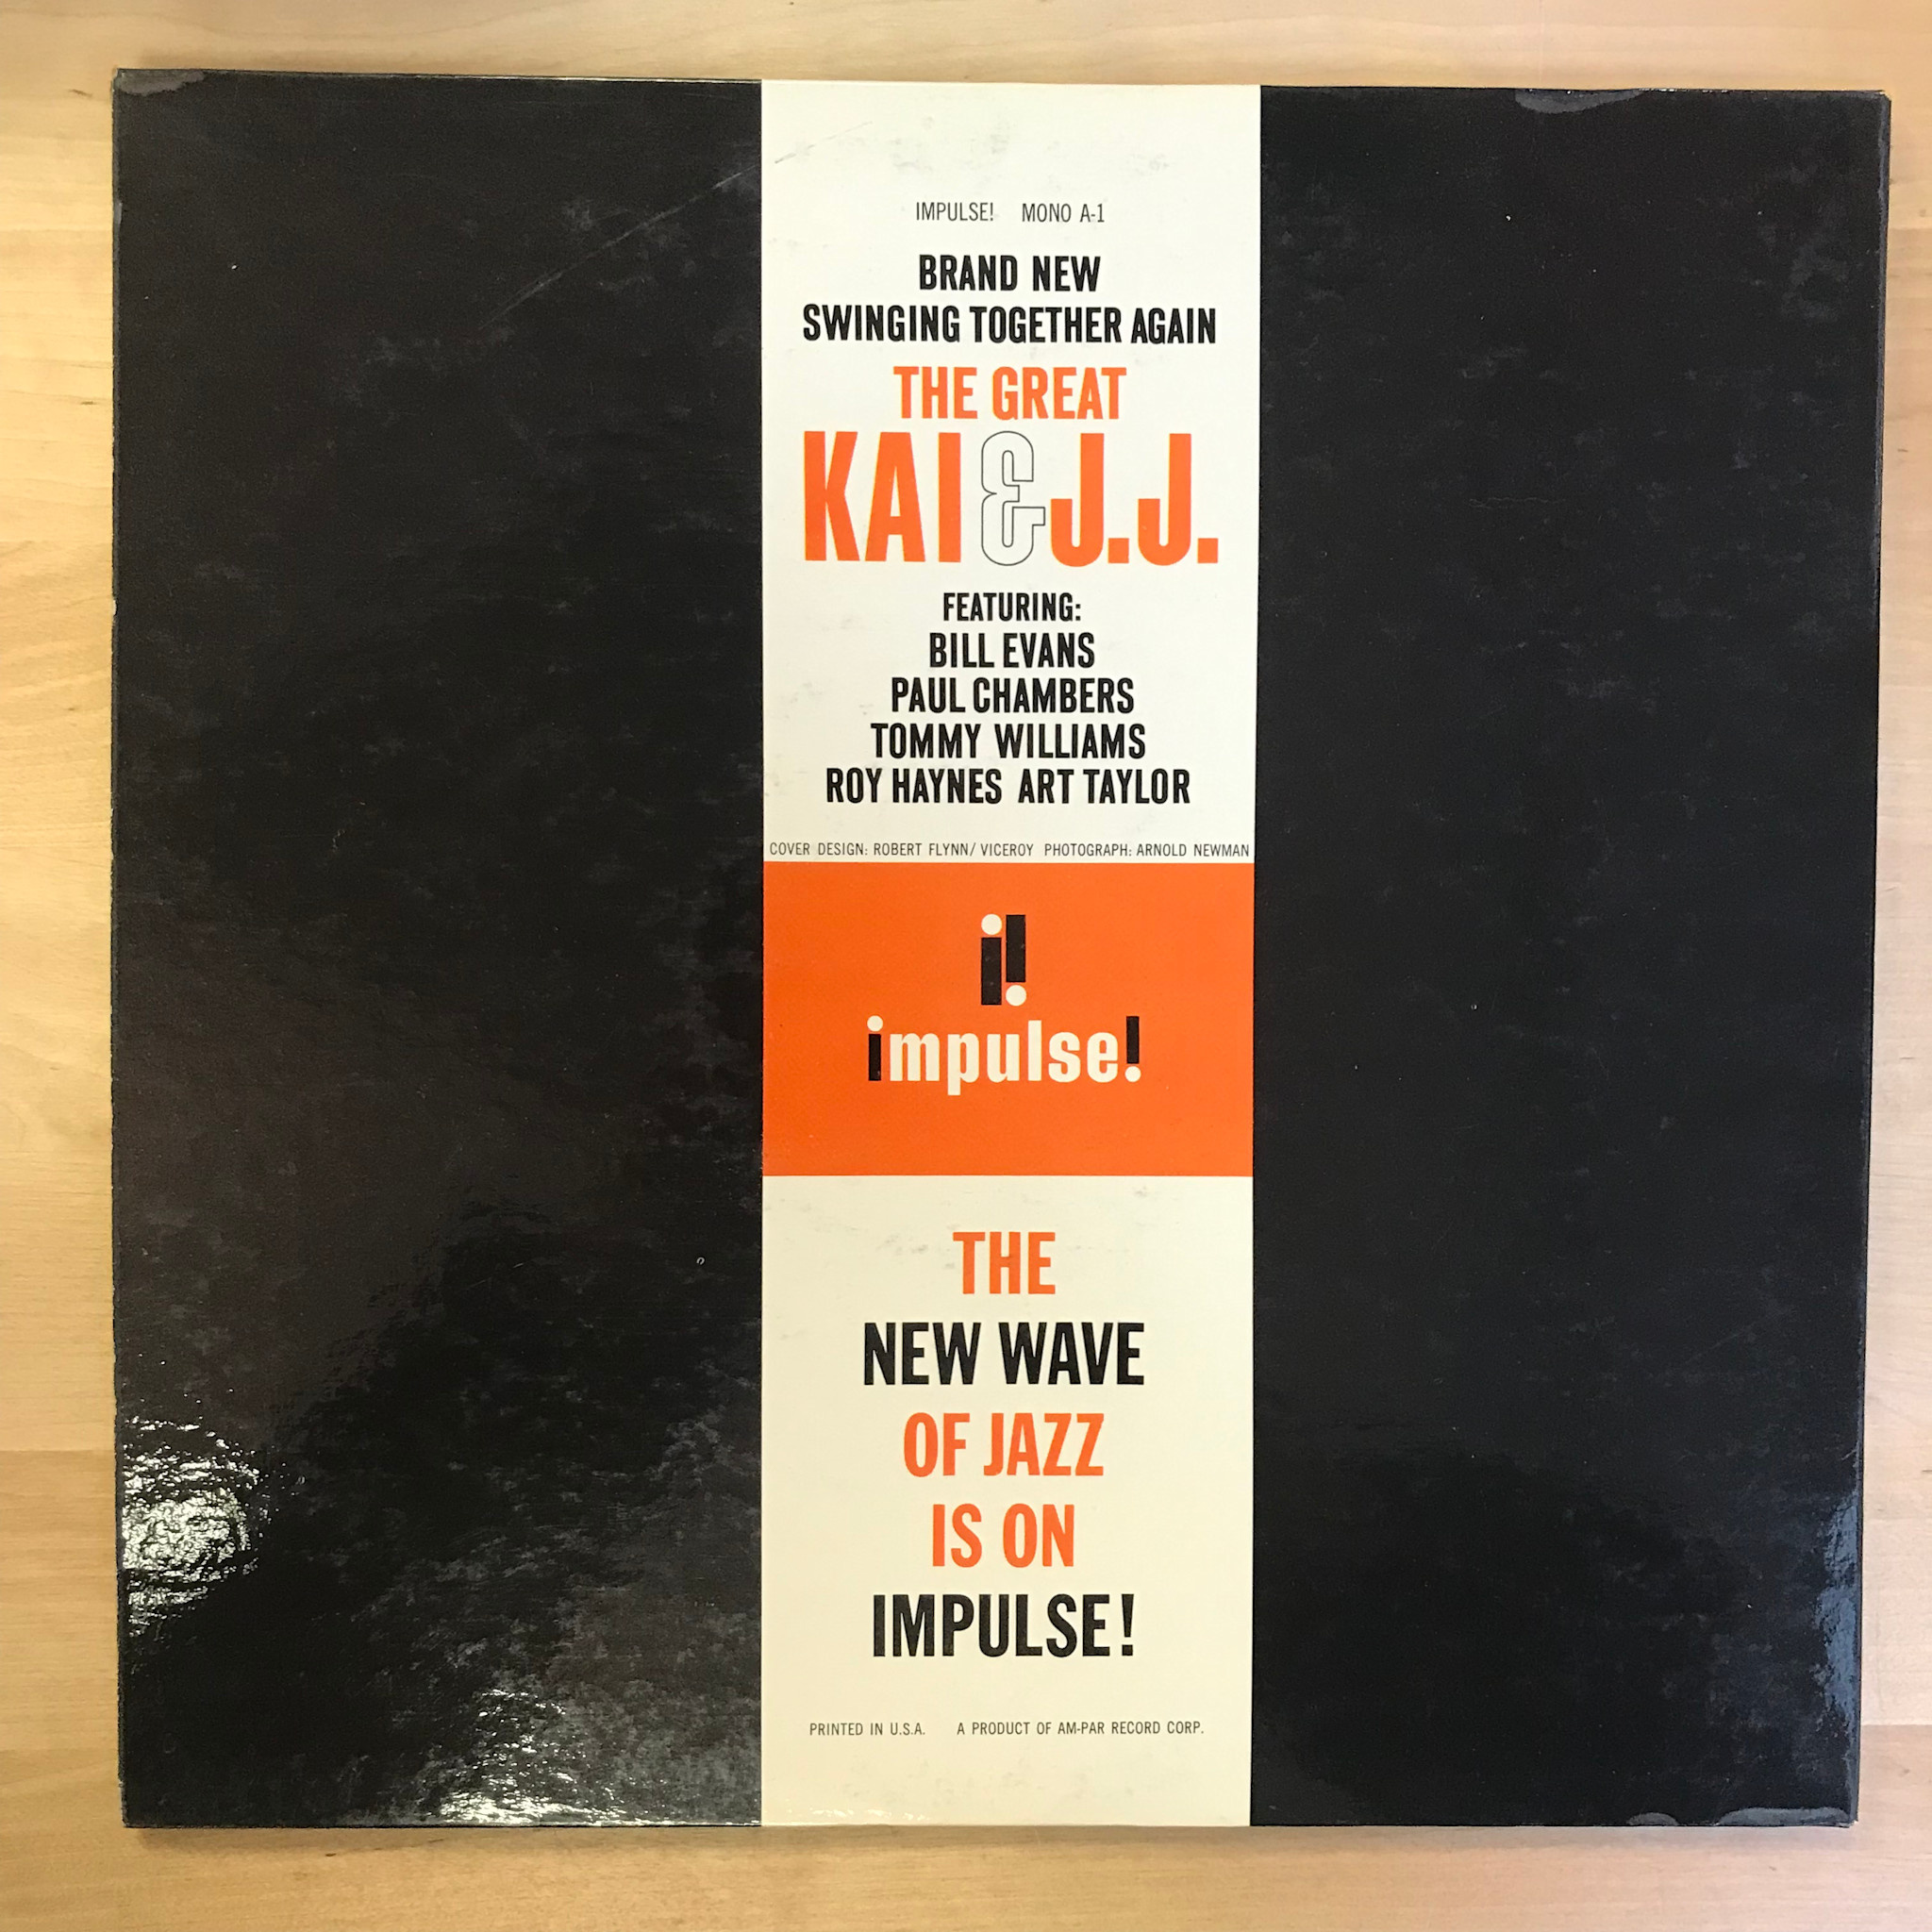 IMPULSE! MONO A-1
BRAND NEW
SWINGING TOGETHER AGAIN
THE GREAT
KAI & J.J.
FEATURING:
BILL EVANS
PAUL CHAMBERS
TOMMY WILLIAMS
ROY HAYNES ART TAYLOR
COVER DESIGN: ROBERT FLYNN/ VICEROY PHOTOGRAPH: ARNOLD NEWMAN
i!
impulse!
THE
NEW WAVE
OF JAZZ
IS ON
IMPULSE!
PRINTED IN U.S.A. A PRODUCT OF AM-PAR RECORD CORP.